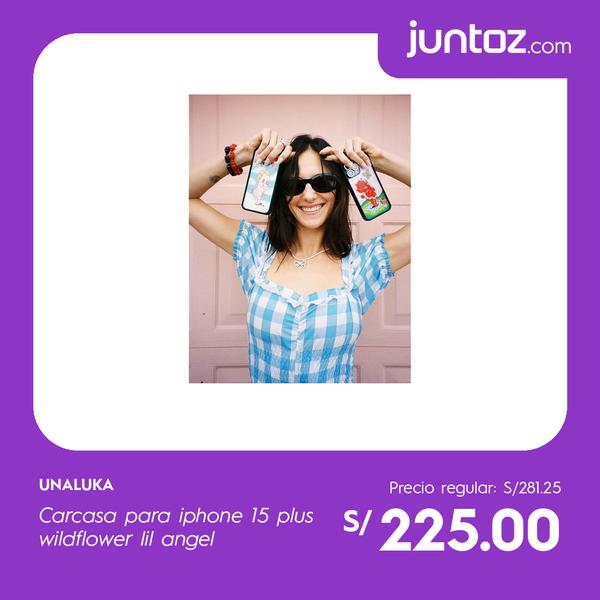 juntoz.com
UNALUKA
Carcasa para iphone 15 plus
wildflower lil angel
Precio regular: S/281.25
S/ 225.00